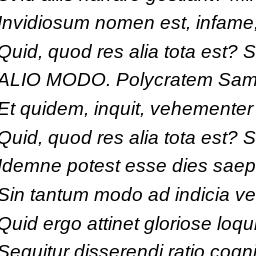 Invidiosum nomen est, infame,
Quid, quod res alia tota est? S
ALIO MODO. Polycratem Sam
Et quidem, inquit, vehementer
Quid, quod res alia tota est? S
Idemne potest esse dies saep
Sin tantum modo ad indicia ve
Quid ergo attinet gloriose loqu
Sequitur disserendi ratio cogni